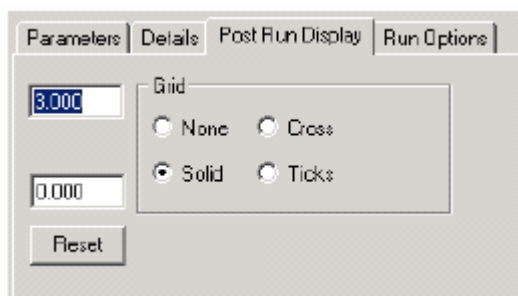 Parameters Details Post Run Display Run Options
3.000
Grid
None Cross
Solid Ticks
0.000
Reset